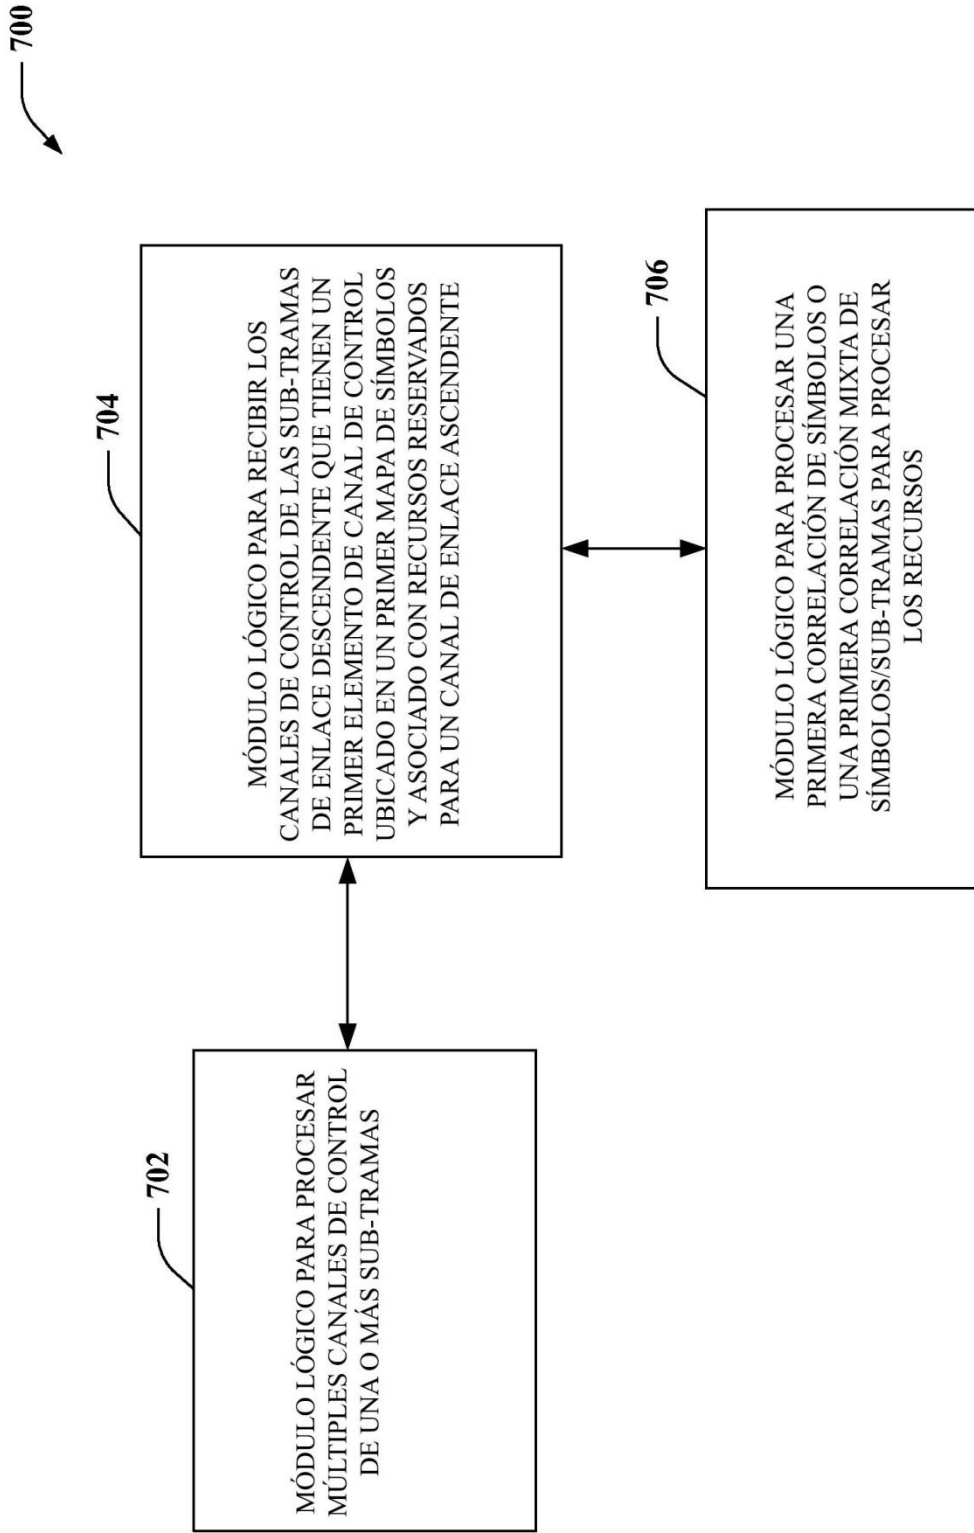 700
702
MÓDULO LÓGICO PARA PROCESAR
MÚLTIPLES CANALES DE CONTROL
DE UNA O MÁS SUB-TRAMAS
704
MÓDULO LÓGICO PARA RECIBIR LOS
CANALES DE CONTROL DE LAS SUB-TRAMAS
DE ENLACE DESCENDENTE QUE TIENEN UN
PRIMER ELEMENTO DE CANAL DE CONTROL
UBICADO EN UN PRIMER MAPA DE SÍMBOLOS
Y ASOCIADO CON RECURSOS RESERVADOS
PARA UN CANAL DE ENLACE ASCENDENTE
706
MÓDULO LÓGICO PARA PROCESAR UNA
PRIMERA CORRELACIÓN DE SÍMBOLOS O
UNA PRIMERA CORRELACIÓN MIXTA DE
SÍMBOLOS/SUB-TRAMAS PARA PROCESAR
LOS RECURSOS